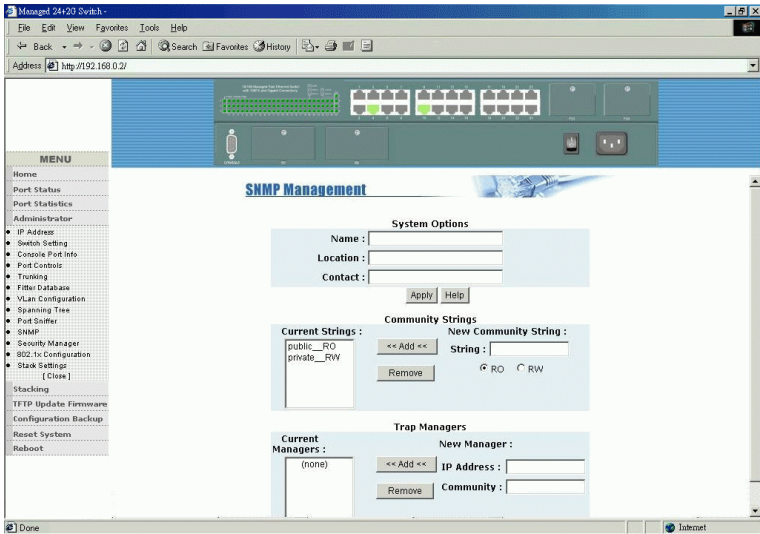 Managed 24+2G Switch -
File Edit View Favorites Tools Help
Back Search Favorites History
Address http://192.168.0.2/
MENU
Home
Port Status
Port Statistics
Administrator
IP Address
Switch Setting
Console Port Info
Port Controls
Trunking
Filter Database
VLan Configuration
Spanning Tree
Port Sniffer
SNMP
Security Manager
802.1x Configuration
Stack Settings
[ Close ]
Stacking
TFTP Update Firmware
Configuration Backup
Reset System
Reboot
SNMP Management
System Options
Name :
Location :
Contact :
Apply Help
Community Strings
Current Strings : New Community String :
public__RO
private__RW
<< Add << String :
Remove RO RW
Trap Managers
Current Managers : New Manager :
(none)
<< Add << IP Address :
Remove Community :
Done Internet